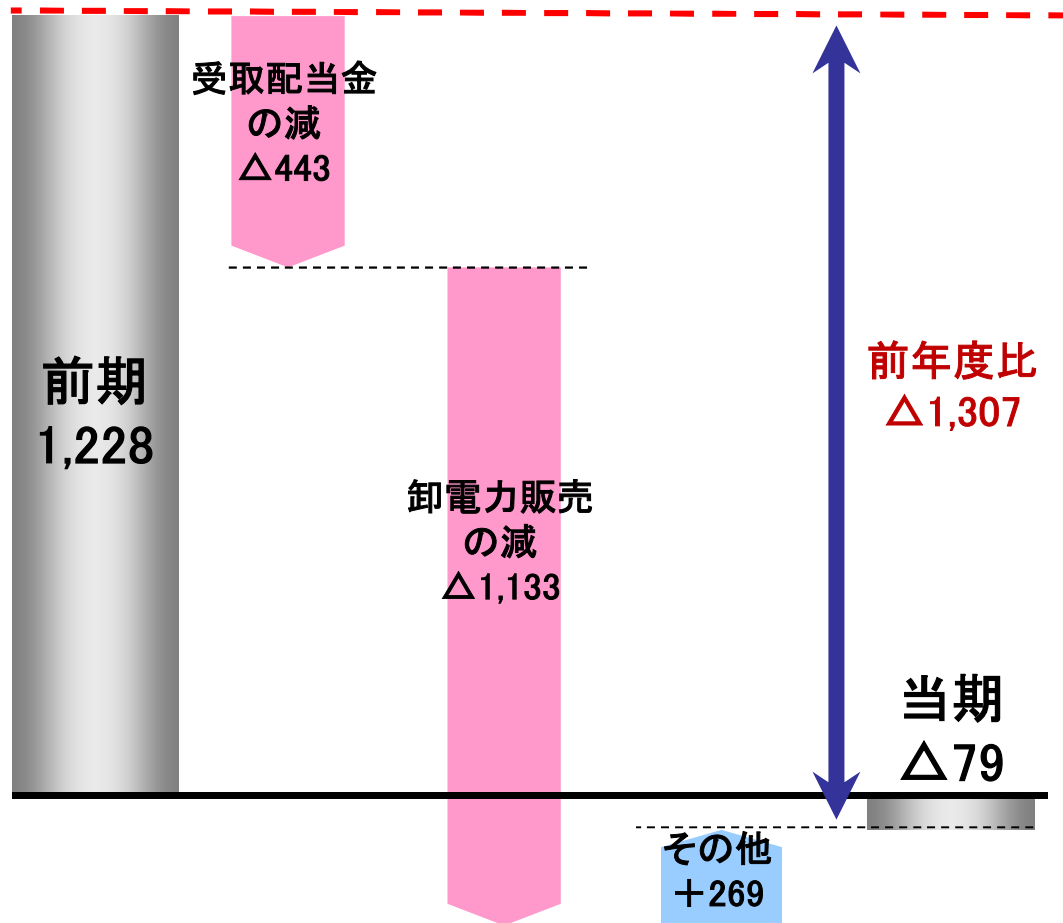 受取配当金
の減
△443
前期
1,228
前年度比
△1,307
卸電力販売
の減
△1,133
当期
△79
その他
＋269